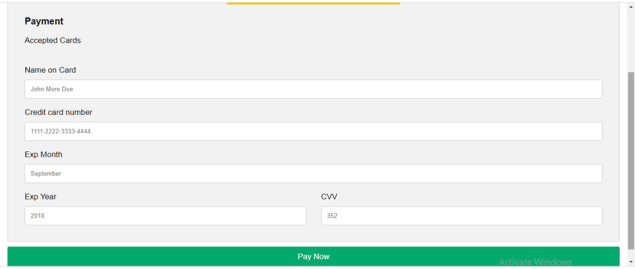 Payment
Accepted Cards
Name on Card
John More Doe
Credit card number
1111-2222-3333-4444
Exp Month
September
Exp Year
CVV
2018
352
Pay Now
Activate Windows